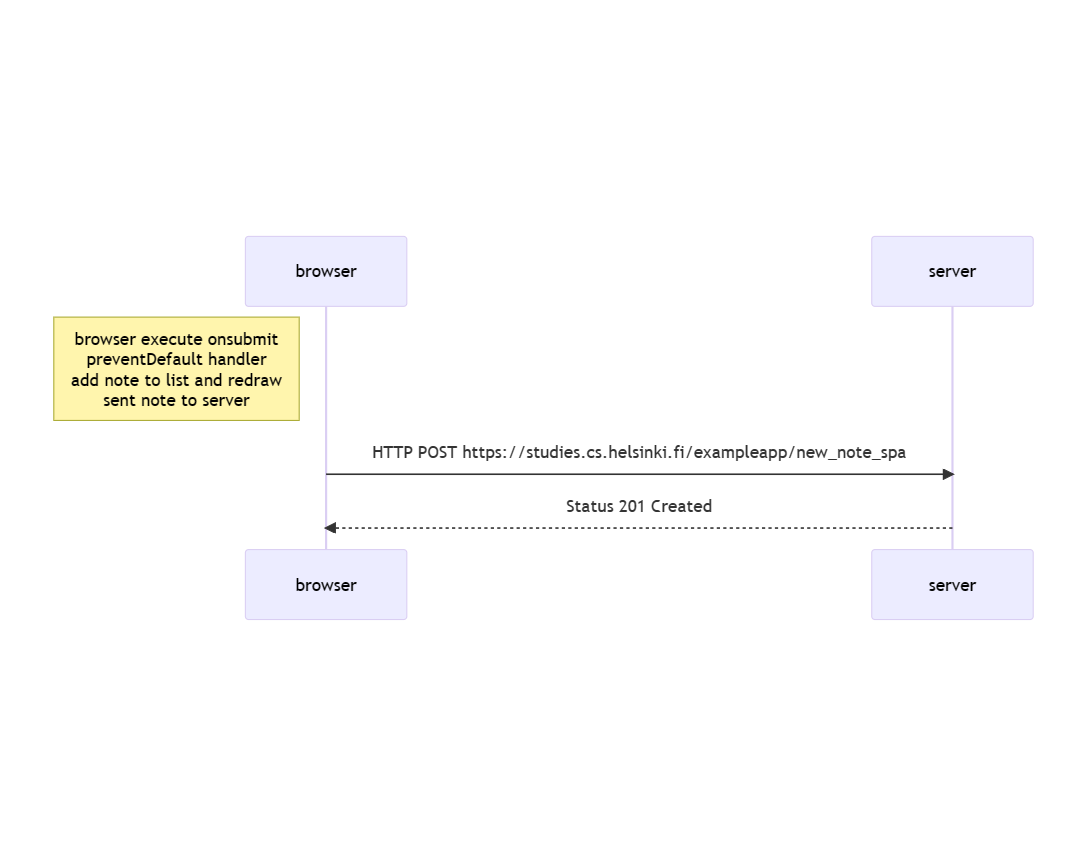 browser
server
browser execute onsubmit
preventDefault handler
add note to list and redraw
sent note to server
HTTP POST https://studies.cs.helsinki.fi/exampleapp/new_note_spa
Status 201 Created
browser
server